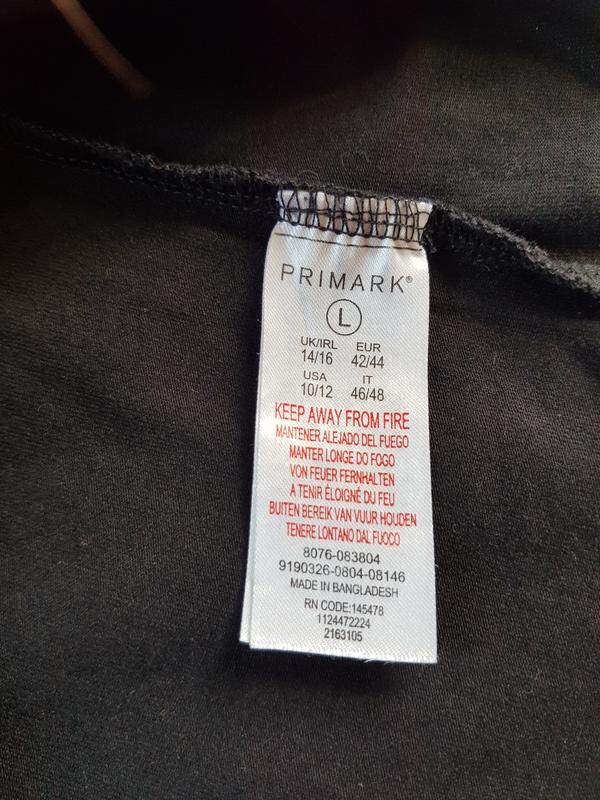 PRIMARK®
L
UK/IRL EUR
14/16 42/44
USA IT
10/12 46/48
KEEP AWAY FROM FIRE
MANTENER ALEJADO DEL FUEGO
MANTER LONGE DO FOGO
VON FEUER FERNHALTEN
A TENIR ÉLOIGNÉ DU FEU
BUITEN BEREIK VAN VUUR HOUDEN
TENERE LONTANO DAL FUOCO
8076-083804
9190326-0804-08146
MADE IN BANGLADESH
RN CODE:145478
1124472224
2163105